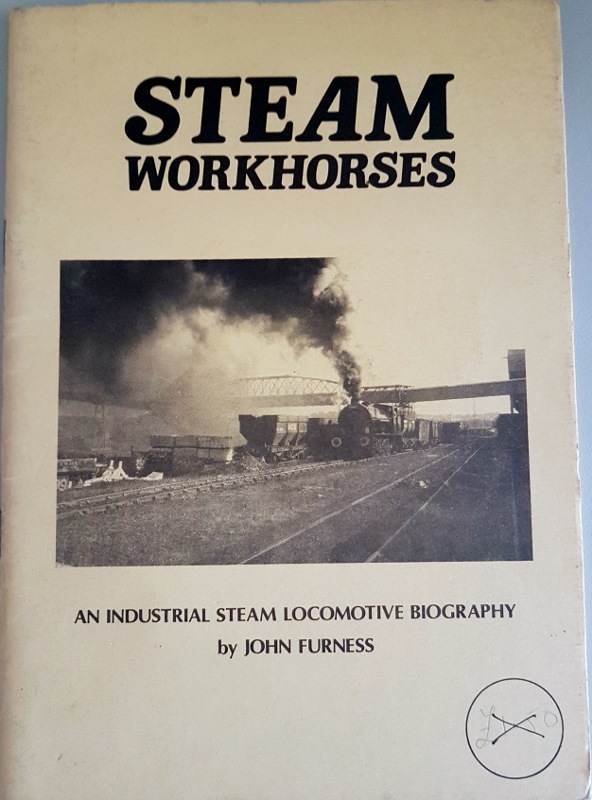 STEAM
WORKHORSES
AN INDUSTRIAL STEAM LOCOMOTIVE BIOGRAPHY
by JOHN FURNESS